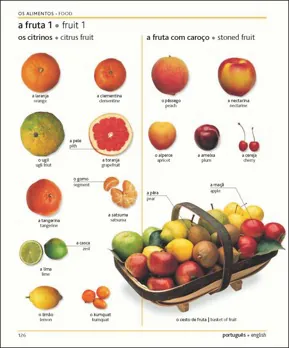 OS ALIMENTOS • FOOD
a fruta 1 • fruit 1
os citrinos • citrus fruit
a fruta com caroço • stoned fruit
a laranja
orange
a clementina
clementine
o pêssego
peach
a nectarina
nectarine
o ugli
ugli fruit
a pele
pith
a toranja
grapefruit
o alperce
apricot
a ameixa
plum
a cereja
cherry
o gomo
segment
a tangerina
tangerine
a satsuma
satsuma
a pêra
pear
a maçã
apple
a casca
zest
a lima
lime
o limão
lemon
o kumquat
kumquat
o cesto de fruta | basket of fruit
126
português • english